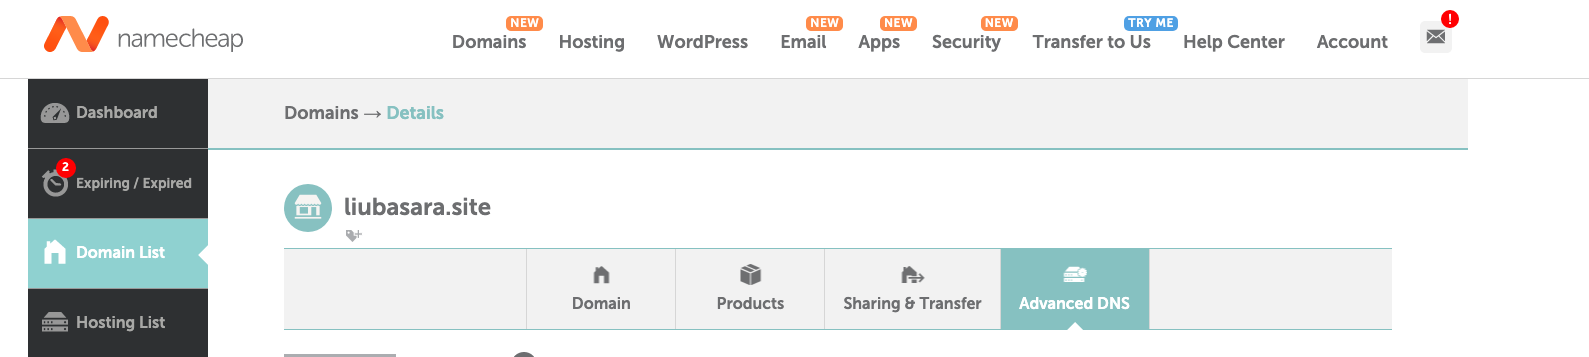 namecheap
NEW NEW NEW NEW TRY ME !
Domains Hosting WordPress Email Apps Security Transfer to Us Help Center Account
Dashboard
2
Expiring / Expired
Domain List
Hosting List
Domains → Details
liubasara.site
Domain Products Sharing & Transfer Advanced DNS